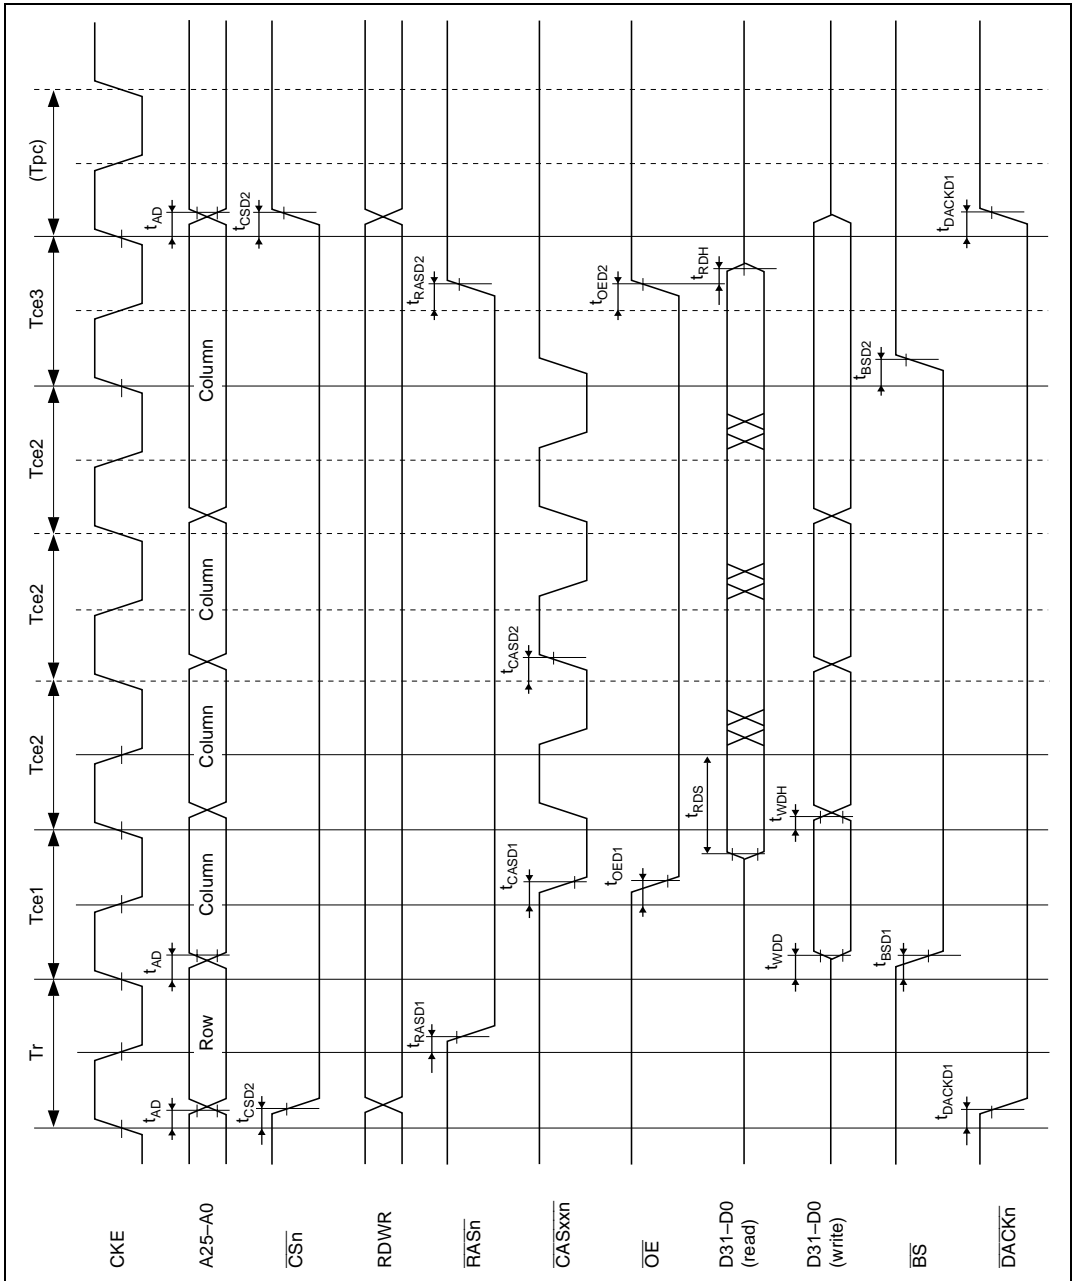 Tr Tce1 Tce2 Tce2 Tce2 Tce3 (Tpc)
CKE
tAD tAD tAD
A25–A0 Row Column Column Column Column
tCSD2 tCSD2
CSn
RDWR
tRASD1 tRASD2
RASn
tCASD1 tCASD2
CASxxn
tOED1 tOED2
OE
tRDS tRDH
D31–D0
(read)
tWDD tWDH
D31–D0
(write)
tBSD1 tBSD2
BS
tDACKD1 tDACKD1
DACKn